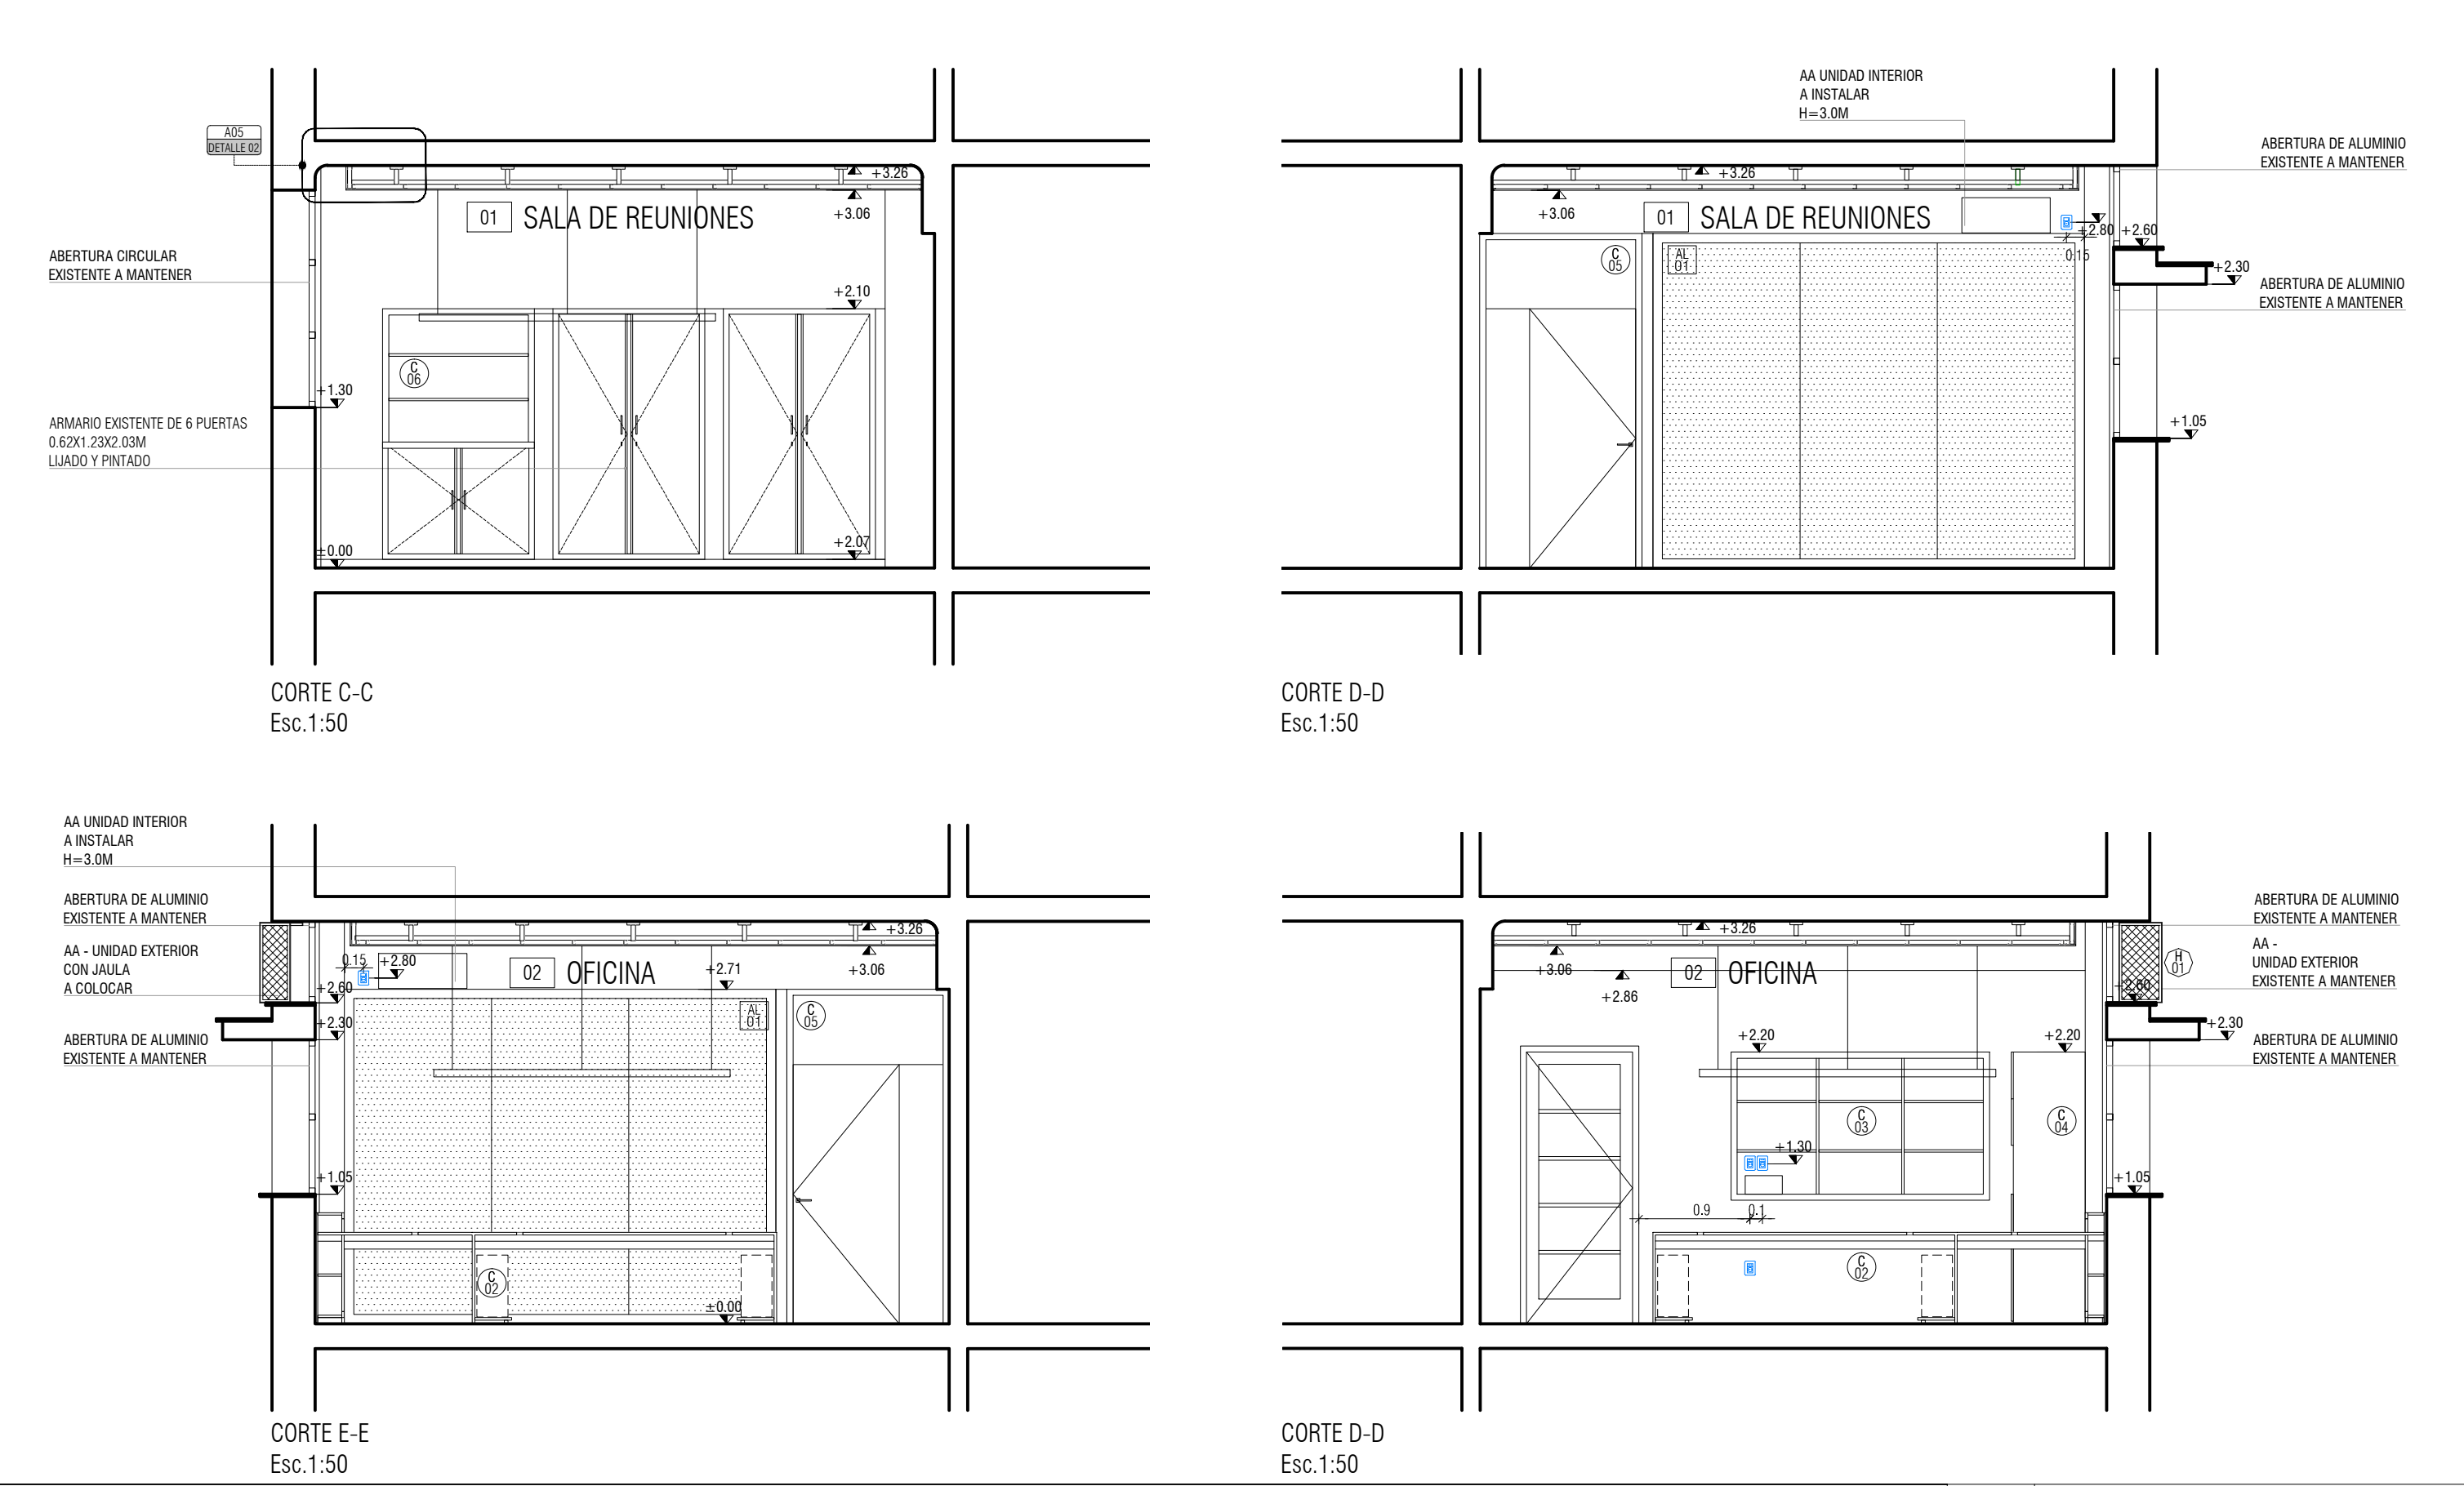 A05
DETALLE 02
+3.26
+3.06
01 SALA DE REUNIONES
ABERTURA CIRCULAR
EXISTENTE A MANTENER
+2.10
C
06
+1.30
ARMARIO EXISTENTE DE 6 PUERTAS
0.62X1.23X2.03M
LIJADO Y PINTADO
±0.00
+2.07
CORTE C-C
Esc.1:50
AA UNIDAD INTERIOR
A INSTALAR
H=3.0M
ABERTURA DE ALUMINIO
EXISTENTE A MANTENER
+3.26
+3.06
01 SALA DE REUNIONES
+2.80
+2.60
0.15
C
05
AL
01
+2.30
ABERTURA DE ALUMINIO
EXISTENTE A MANTENER
+1.05
CORTE D-D
Esc.1:50
AA UNIDAD INTERIOR
A INSTALAR
H=3.0M
ABERTURA DE ALUMINIO
EXISTENTE A MANTENER
AA - UNIDAD EXTERIOR
CON JAULA
A COLOCAR
ABERTURA DE ALUMINIO
EXISTENTE A MANTENER
+3.26
+3.06
0.15
+2.80
02 OFICINA
+2.71
+2.60
+2.30
AL
01
C
05
+1.05
C
02
±0.00
CORTE E-E
Esc.1:50
+3.26
+3.06
02 OFICINA
+2.86
ABERTURA DE ALUMINIO
EXISTENTE A MANTENER
AA -
UNIDAD EXTERIOR
EXISTENTE A MANTENER
H
01
+2.60
+2.30
ABERTURA DE ALUMINIO
EXISTENTE A MANTENER
+2.20
+2.20
C
03
C
04
+1.30
+1.05
0.9
0.1
C
02
CORTE D-D
Esc.1:50